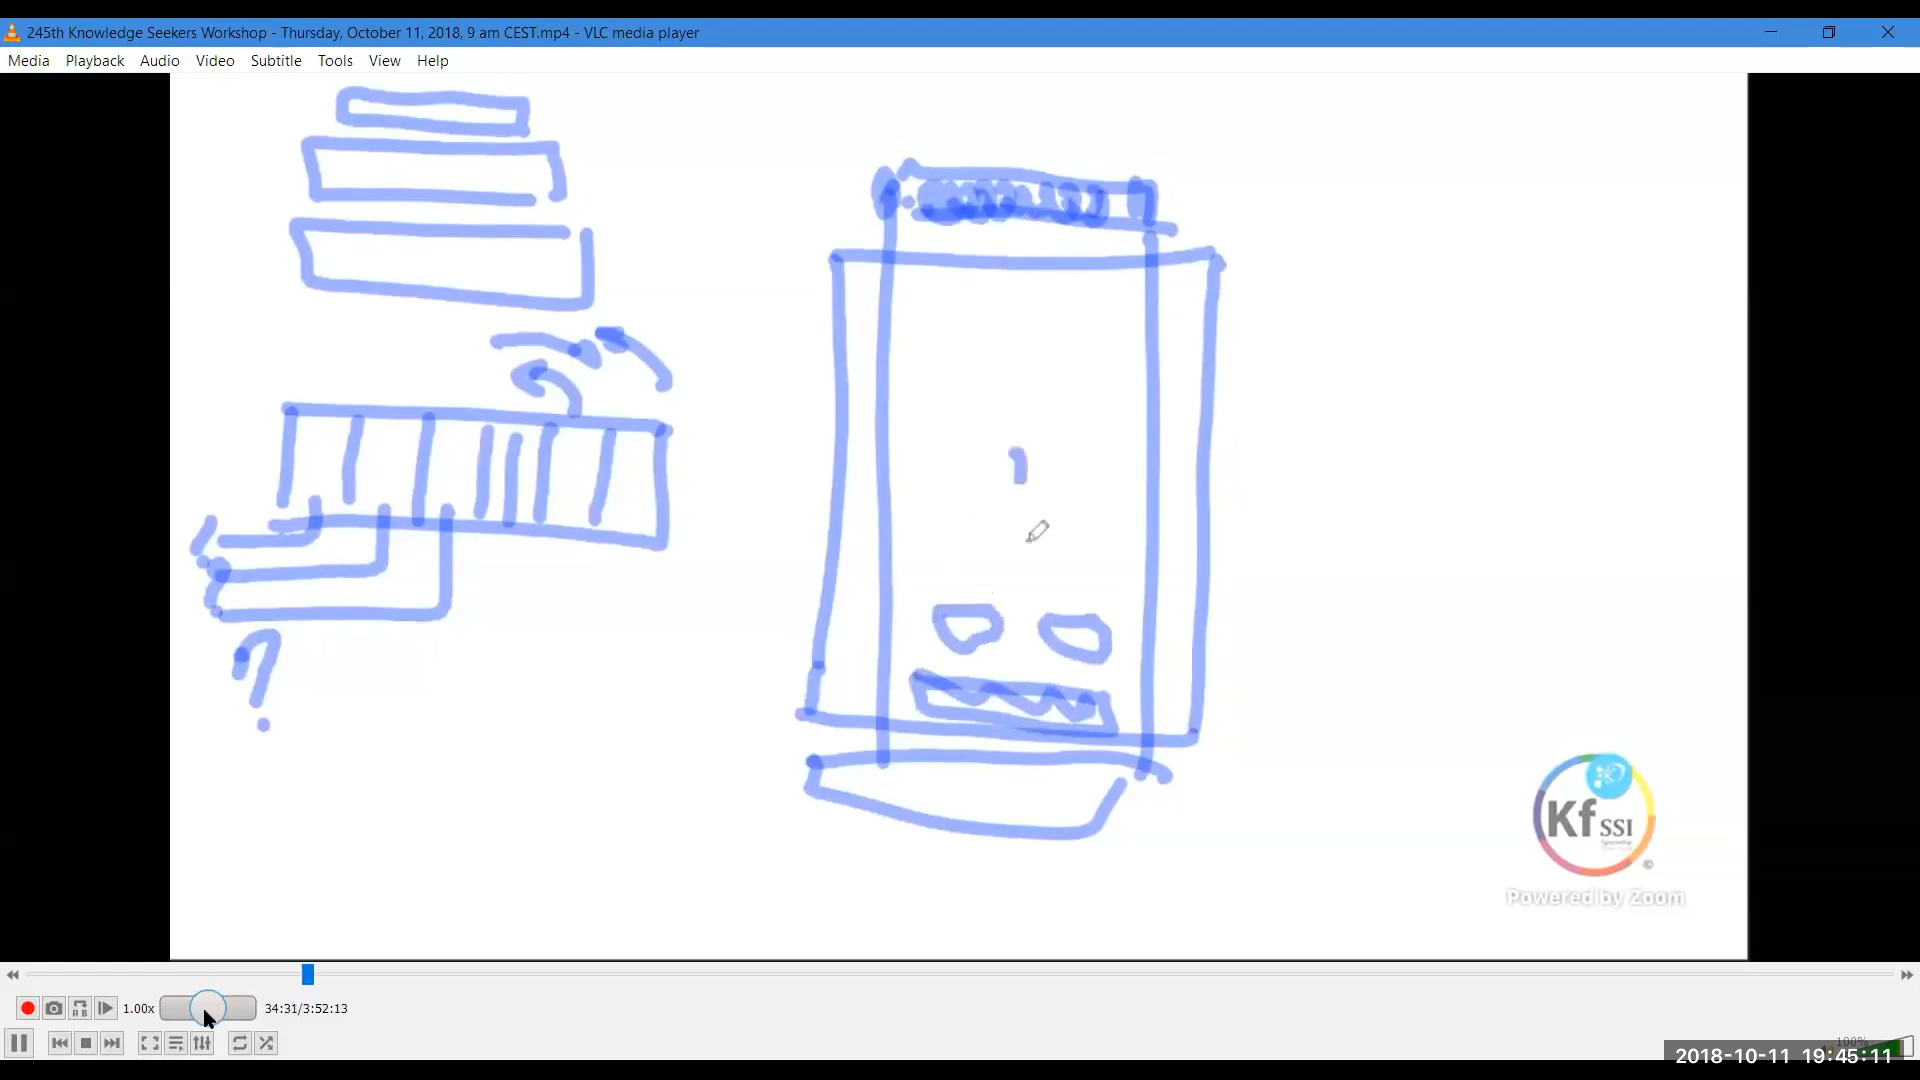 245th Knowledge Seekers Workshop - Thursday, October 11, 2018, 9 am CEST.mp4 - VLC media player
Media Playback Audio Video Subtitle Tools View Help
?
Kf SSI
©
Powered by Zoom
1.00x 34:31/3:52:13
100%
2018-10-11 19:45:11